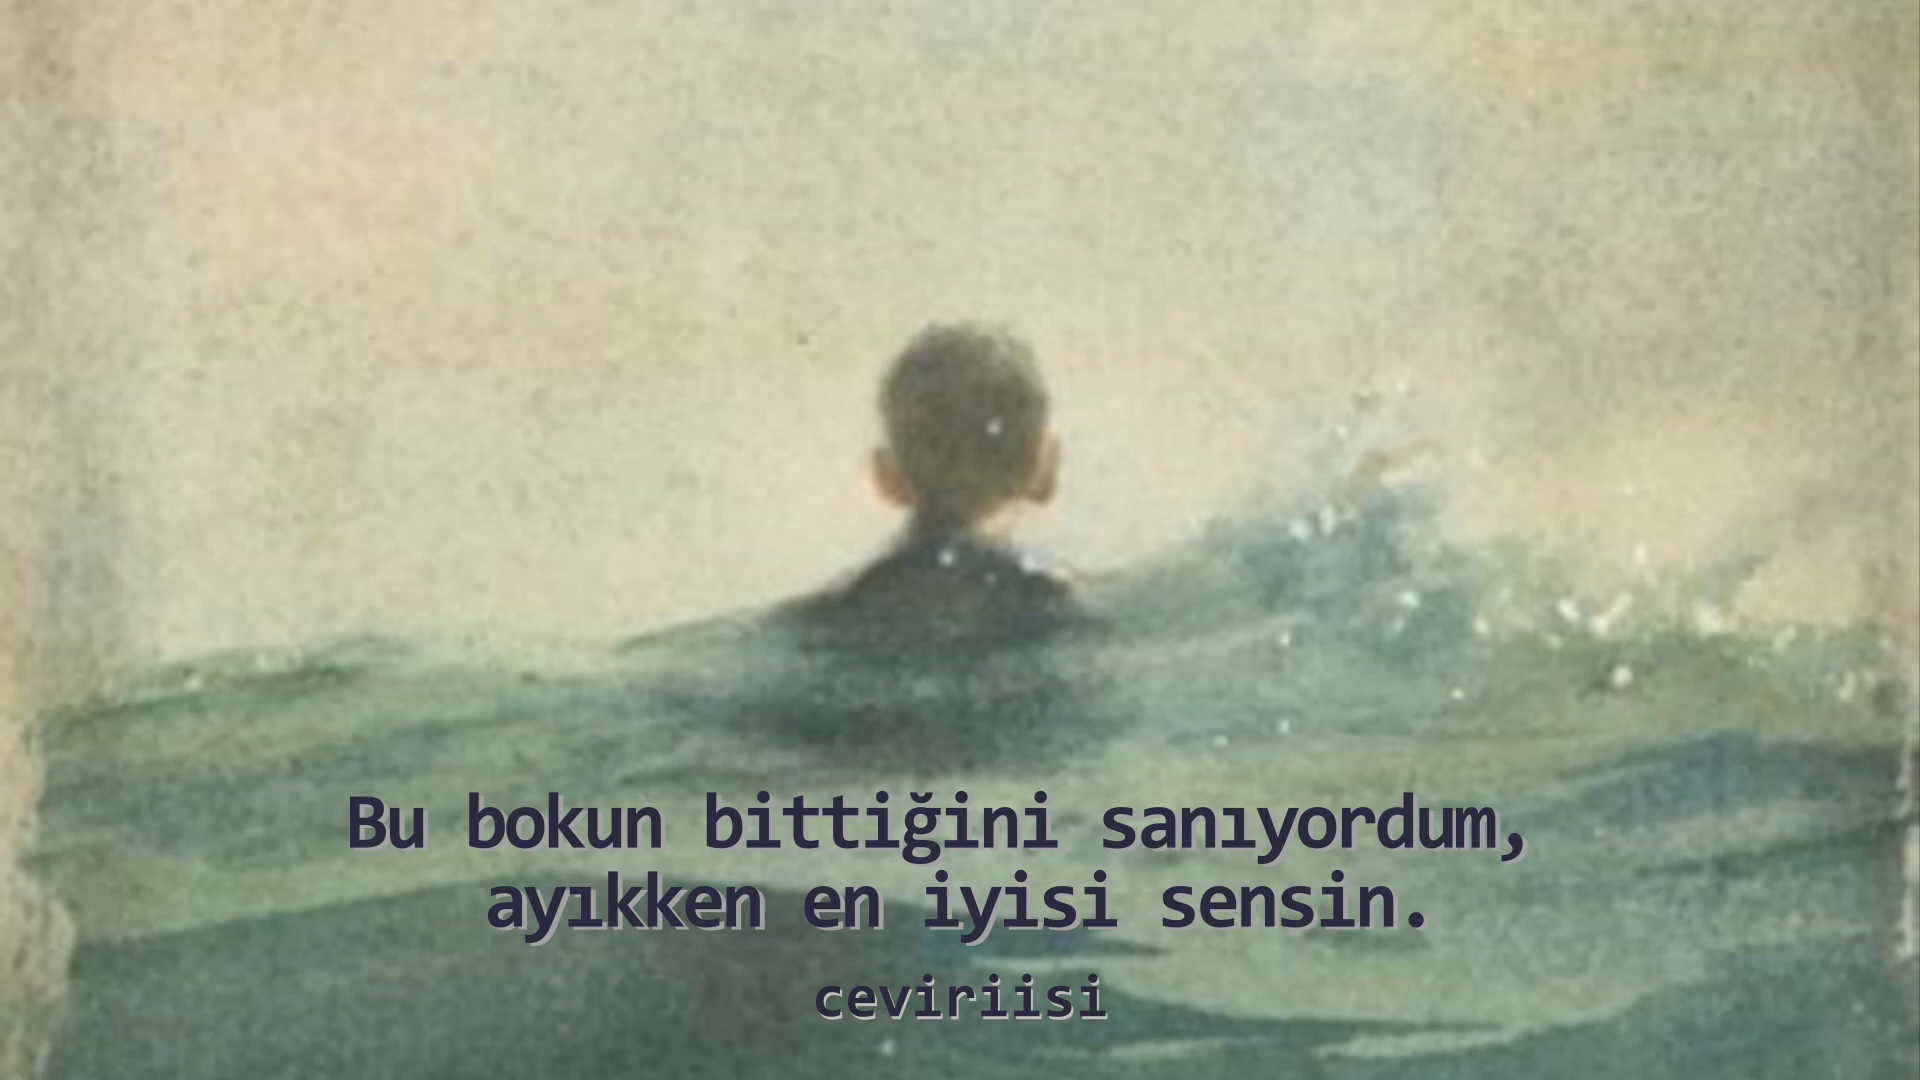 Bu bokun bittiğini sanıyordum,
ayıkken en iyisi sensin.
ceviriisi